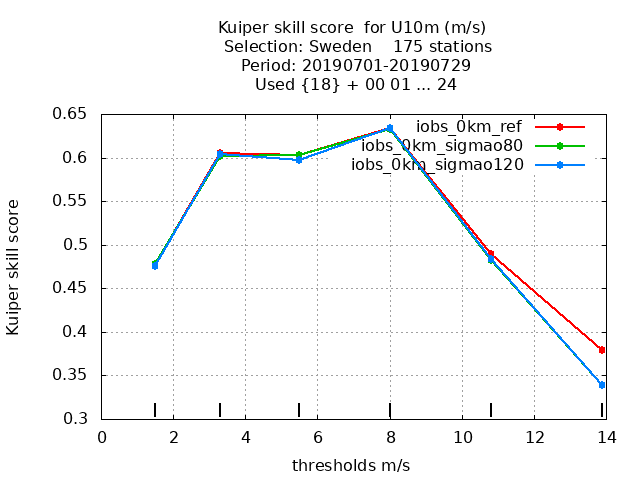 Kuiper skill score  for U10m (m/s)
Selection: Sweden    175 stations
Period: 20190701-20190729
Used {18} + 00 01 ... 24
iobs_0km_ref
iobs_0km_sigmao80
iobs_0km_sigmao120
0.65
0.6
0.55
0.5
0.45
0.4
0.35
0.3
Kuiper skill score
0 2 4 6 8 10 12 14
thresholds m/s